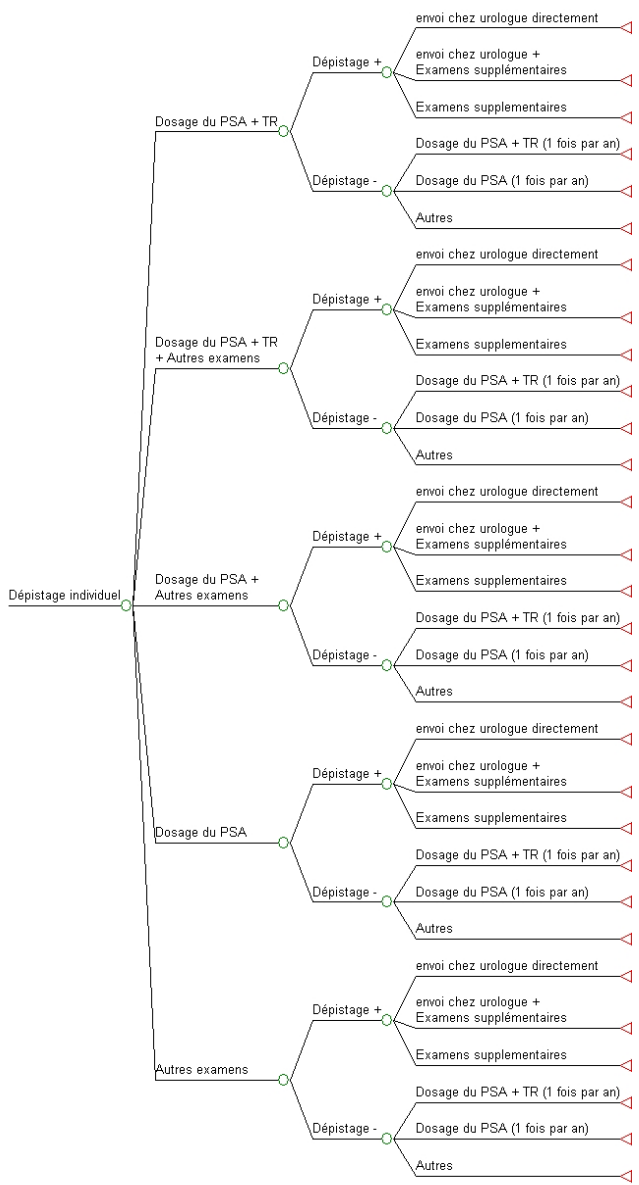 envoi chez urologue directement
Dépistage +
envoi chez urologue +
Examens supplémentaires
Examens supplementaires
Dosage du PSA + TR
Dosage du PSA + TR (1 fois par an)
Dépistage -
Dosage du PSA (1 fois par an)
Autres
envoi chez urologue directement
Dépistage +
envoi chez urologue +
Examens supplémentaires
Examens supplementaires
Dosage du PSA + TR
+ Autres examens
Dosage du PSA + TR (1 fois par an)
Dépistage -
Dosage du PSA (1 fois par an)
Autres
envoi chez urologue directement
Dépistage +
envoi chez urologue +
Examens supplémentaires
Examens supplementaires
Dosage du PSA +
Autres examens
Dépistage individuel
Dosage du PSA + TR (1 fois par an)
Dépistage -
Dosage du PSA (1 fois par an)
Autres
envoi chez urologue directement
Dépistage +
envoi chez urologue +
Examens supplémentaires
Examens supplementaires
Dosage du PSA
Dosage du PSA + TR (1 fois par an)
Dépistage -
Dosage du PSA (1 fois par an)
Autres
envoi chez urologue directement
Dépistage +
envoi chez urologue +
Examens supplémentaires
Examens supplementaires
Autres examens
Dosage du PSA + TR (1 fois par an)
Dépistage -
Dosage du PSA (1 fois par an)
Autres